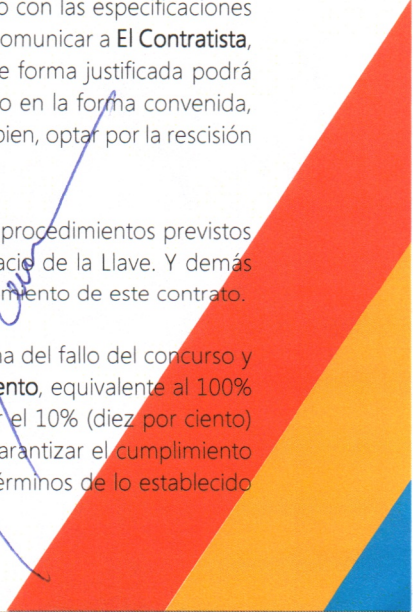 o con las especificaciones
omunicar a El Contratista,
e forma justificada podrá
o en la forma convenida,
bien, optar por la rescisión
procedimientos previstos
acio de la Llave. Y demás
miento de este contrato.
na del fallo del concurso y
ento, equivalente al 100%
r el 10% (diez por ciento)
arantizar el cumplimiento
érminos de lo establecido